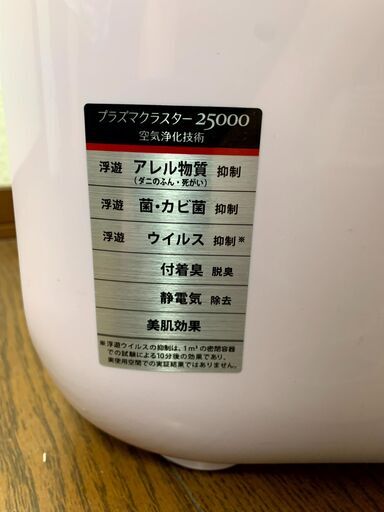 プラズマクラスター 25000
空気浄化技術
浮遊 アレル物質 抑制
(ダニのふん・死がい)
浮遊 菌・カビ菌 抑制
浮遊 ウイルス 抑制※
付着臭 脱臭
静電気 除去
美肌効果
※浮遊ウイルスの抑制は、1m³の密閉容器
での試験による10分後の効果であり、
実使用空間での実証結果ではありません。